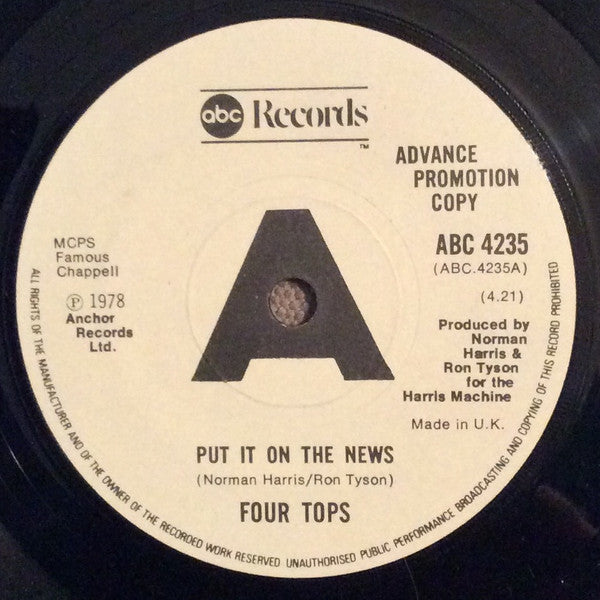 abc Records
TM
ADVANCE
PROMOTION
COPY
ABC 4235
(ABC.4235A)
(4.21)
MCPS
Famous
Chappell
Ⓟ 1978
Anchor
Records
Ltd.
A
Produced by
Norman
Harris &
Ron Tyson
for the
Harris Machine
Made in U.K.
PUT IT ON THE NEWS
(Norman Harris/Ron Tyson)
FOUR TOPS
ALL RIGHTS OF THE MANUFACTURER AND OF THE OWNER OF THE RECORDED WORK RESERVED UNAUTHORISED PUBLIC PERFORMANCE BROADCASTING AND COPYING OF THIS RECORD PROHIBITED